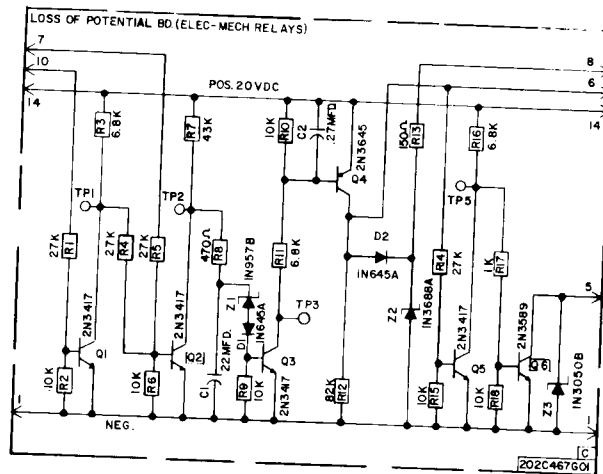 LOSS OF POTENTIAL BD. (ELEC-MECH RELAYS)
7
10
14
POS. 20VDC
8
6
14
R3
6.8K
R7
43K
10K
R10
C2
.27MFD.
2N3645
Q4
150Ω
R13
R16
6.8K
TP1
TP2
TP5
27K
R1
27K
R4
27K
R5
470Ω
R8
IN957B
Z1
IN645A
D1
R11
6.8K
TP3
D2
IN645A
Z2
IN3688A
R14
27K
1K
R17
5
2N3417
Q1
2N3417
Q2
22MFD.
C1
Q3
2N3417
2N3417
Q5
2N3589
Q6
Z3
IN3050B
10K
R2
10K
R6
R9
10K
82K
R12
10K
R15
10K
R18
1
NEG.
1
C
202C467G01